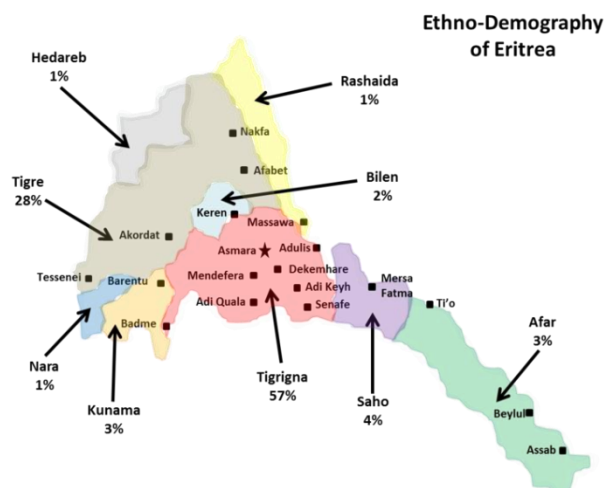 Ethno-Demography
of Eritrea
Hedareb
1%
Rashaida
1%
Nakfa
Afabet
Bilen
2%
Tigre
28%
Keren
Massawa
Akordat
Asmara
Adulis
Tessenei
Barentu
Mendefera
Dekemhare
Adi Keyh
Mersa
Fatma
Adi Quala
Senafe
Ti'o
Badme
Afar
3%
Nara
1%
Kunama
3%
Tigrigna
57%
Saho
4%
Beylul
Assab